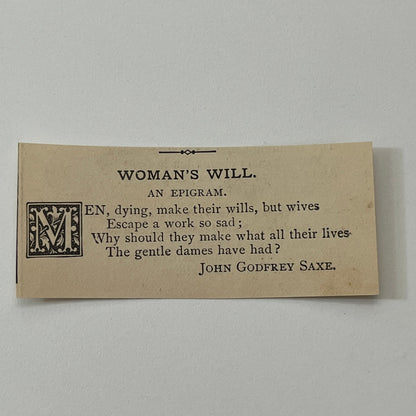 WOMAN'S WILL.
AN EPIGRAM.
MEN, dying, make their wills, but wives
Escape a work so sad;
Why should they make what all their lives
The gentle dames have had?
JOHN GODFREY SAXE.